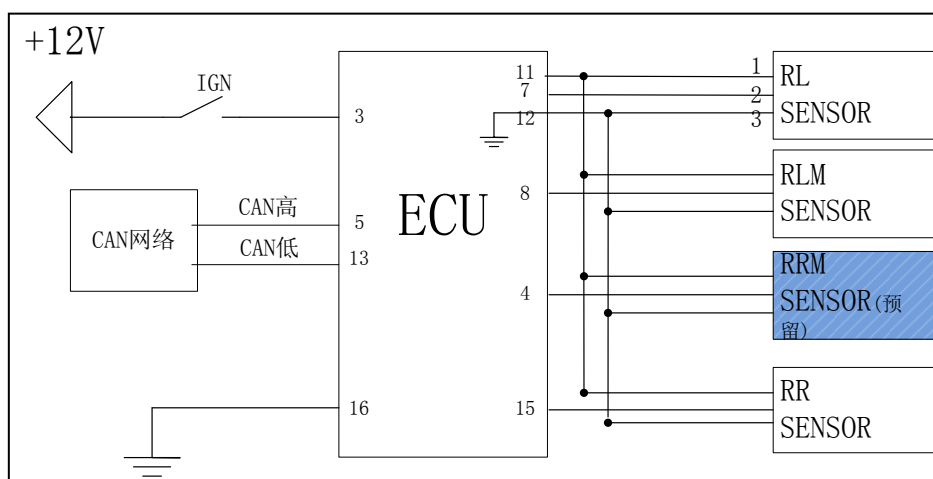 +12V
IGN
3
CAN网络
CAN高
5
CAN低
13
16
ECU
11
7
12
8
4
15
1
2
3
RL
SENSOR
RLM
SENSOR
RRM
SENSOR(预
留)
RR
SENSOR